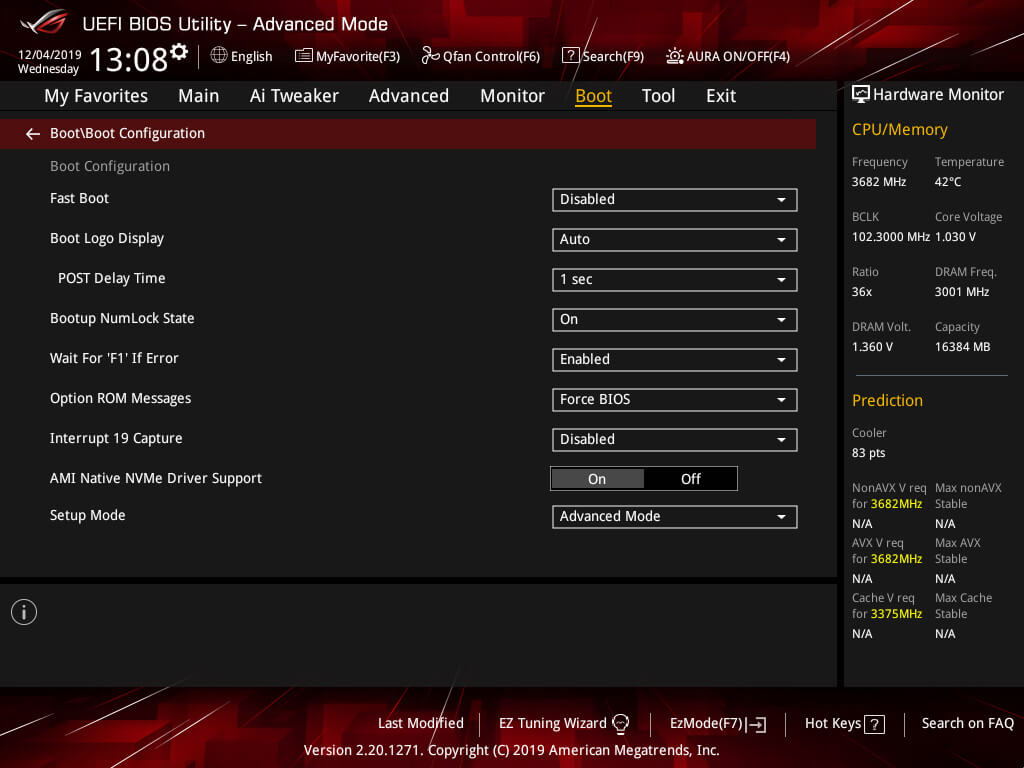 UEFI BIOS Utility – Advanced Mode
12/04/2019
Wednesday
13:08
English
MyFavorite(F3)
Qfan Control(F6)
? Search(F9)
AURA ON/OFF(F4)
My Favorites Main Ai Tweaker Advanced Monitor Boot Tool Exit
← Boot\Boot Configuration
Boot Configuration
Fast Boot Disabled
Boot Logo Display Auto
POST Delay Time 1 sec
Bootup NumLock State On
Wait For 'F1' If Error Enabled
Option ROM Messages Force BIOS
Interrupt 19 Capture Disabled
AMI Native NVMe Driver Support On Off
Setup Mode Advanced Mode
i
Hardware Monitor
CPU/Memory
Frequency Temperature
3682 MHz 42°C
BCLK Core Voltage
102.3000 MHz 1.030 V
Ratio DRAM Freq.
36x 3001 MHz
DRAM Volt. Capacity
1.360 V 16384 MB
Prediction
Cooler
83 pts
NonAVX V req Max nonAVX
for 3682MHz Stable
N/A N/A
AVX V req Max AVX
for 3682MHz Stable
N/A N/A
Cache V req Max Cache
for 3375MHz Stable
N/A N/A
Last Modified EZ Tuning Wizard EzMode(F7) Hot Keys ? Search on FAQ
Version 2.20.1271. Copyright (C) 2019 American Megatrends, Inc.